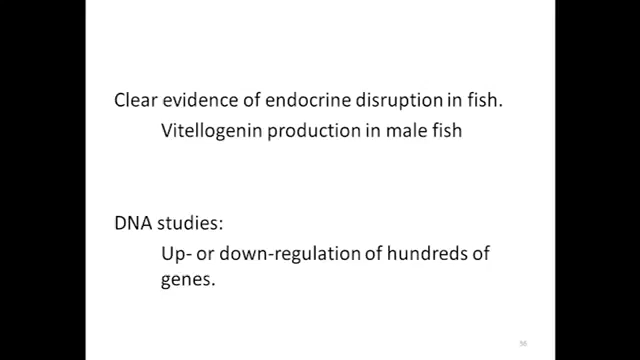 Clear evidence of endocrine disruption in fish.
Vitellogenin production in male fish
DNA studies:
Up- or down-regulation of hundreds of
genes.
56